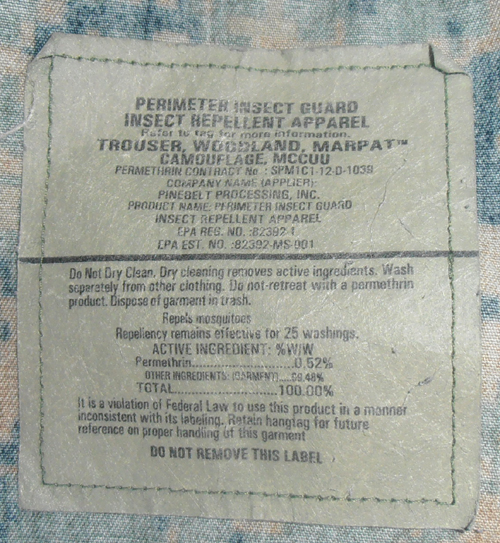 PERIMETER INSECT GUARD
INSECT REPELLENT APPAREL
Refer to tag for more information.
TROUSER, WOODLAND, MARPAT™
CAMOUFLAGE, MCCUU
PERMETHRIN CONTRACT No : SPM1C1-12-D-1039
COMPANY NAME (APPLIER):
PINEBELT PROCESSING, INC.
PRODUCT NAME: PERIMETER INSECT GUARD
INSECT REPELLENT APPAREL
EPA REG. NO. :82392-1
EPA EST. NO. :82392-MS-001
Do Not Dry Clean. Dry cleaning removes active ingredients. Wash
separately from other clothing. Do not-retreat with a permethrin
product. Dispose of garment in trash.
Repels mosquitoes
Repellency remains effective for 25 washings.
ACTIVE INGREDIENT: %W/W
Permethrin............................0.52%
OTHER INGREDIENTS: (GARMENT).....99.48%
TOTAL............................100.00%
It is a violation of Federal Law to use this product in a manner
inconsistent with its labeling. Retain hangtag for future
reference on proper handling of this garment
DO NOT REMOVE THIS LABEL